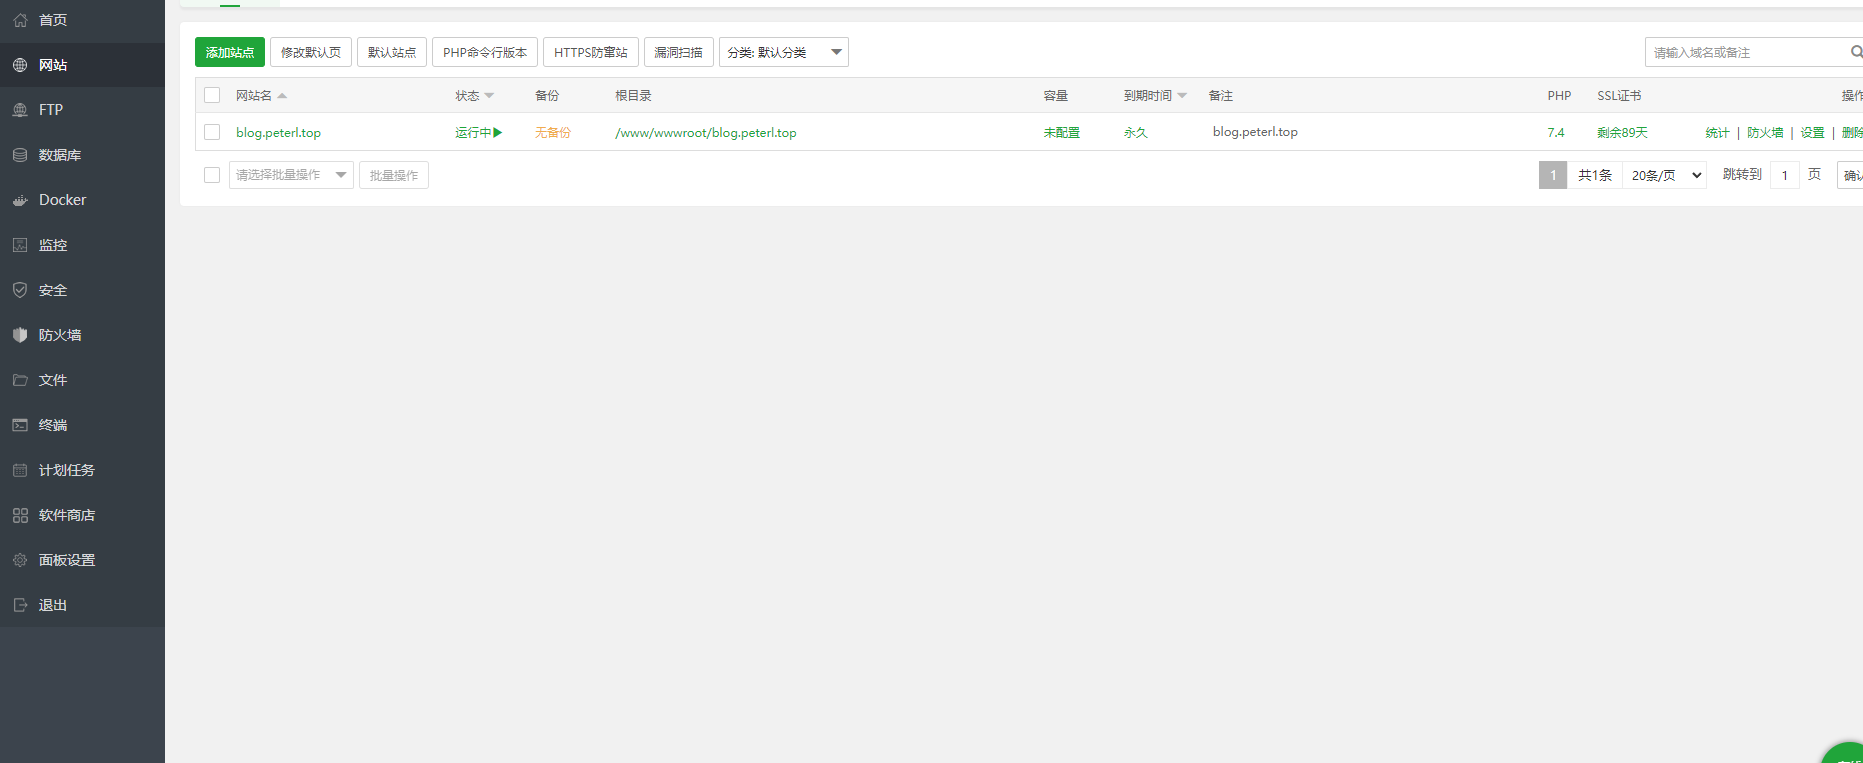 首页
网站
FTP
数据库
Docker
监控
安全
防火墙
文件
终端
计划任务
软件商店
面板设置
退出
添加站点 修改默认页 默认站点 PHP命令行版本 HTTPS防窜站 漏洞扫描 分类: 默认分类 请输入域名或备注
网站名 状态 备份 根目录 容量 到期时间 备注 PHP SSL证书 操作
blog.peterl.top 运行中 无备份 /www/wwwroot/blog.peterl.top 未配置 永久 blog.peterl.top 7.4 剩余89天 统计 | 防火墙 | 设置 | 删除
请选择批量操作 批量操作 1 共1条 20条/页 跳转到 1 页 确认